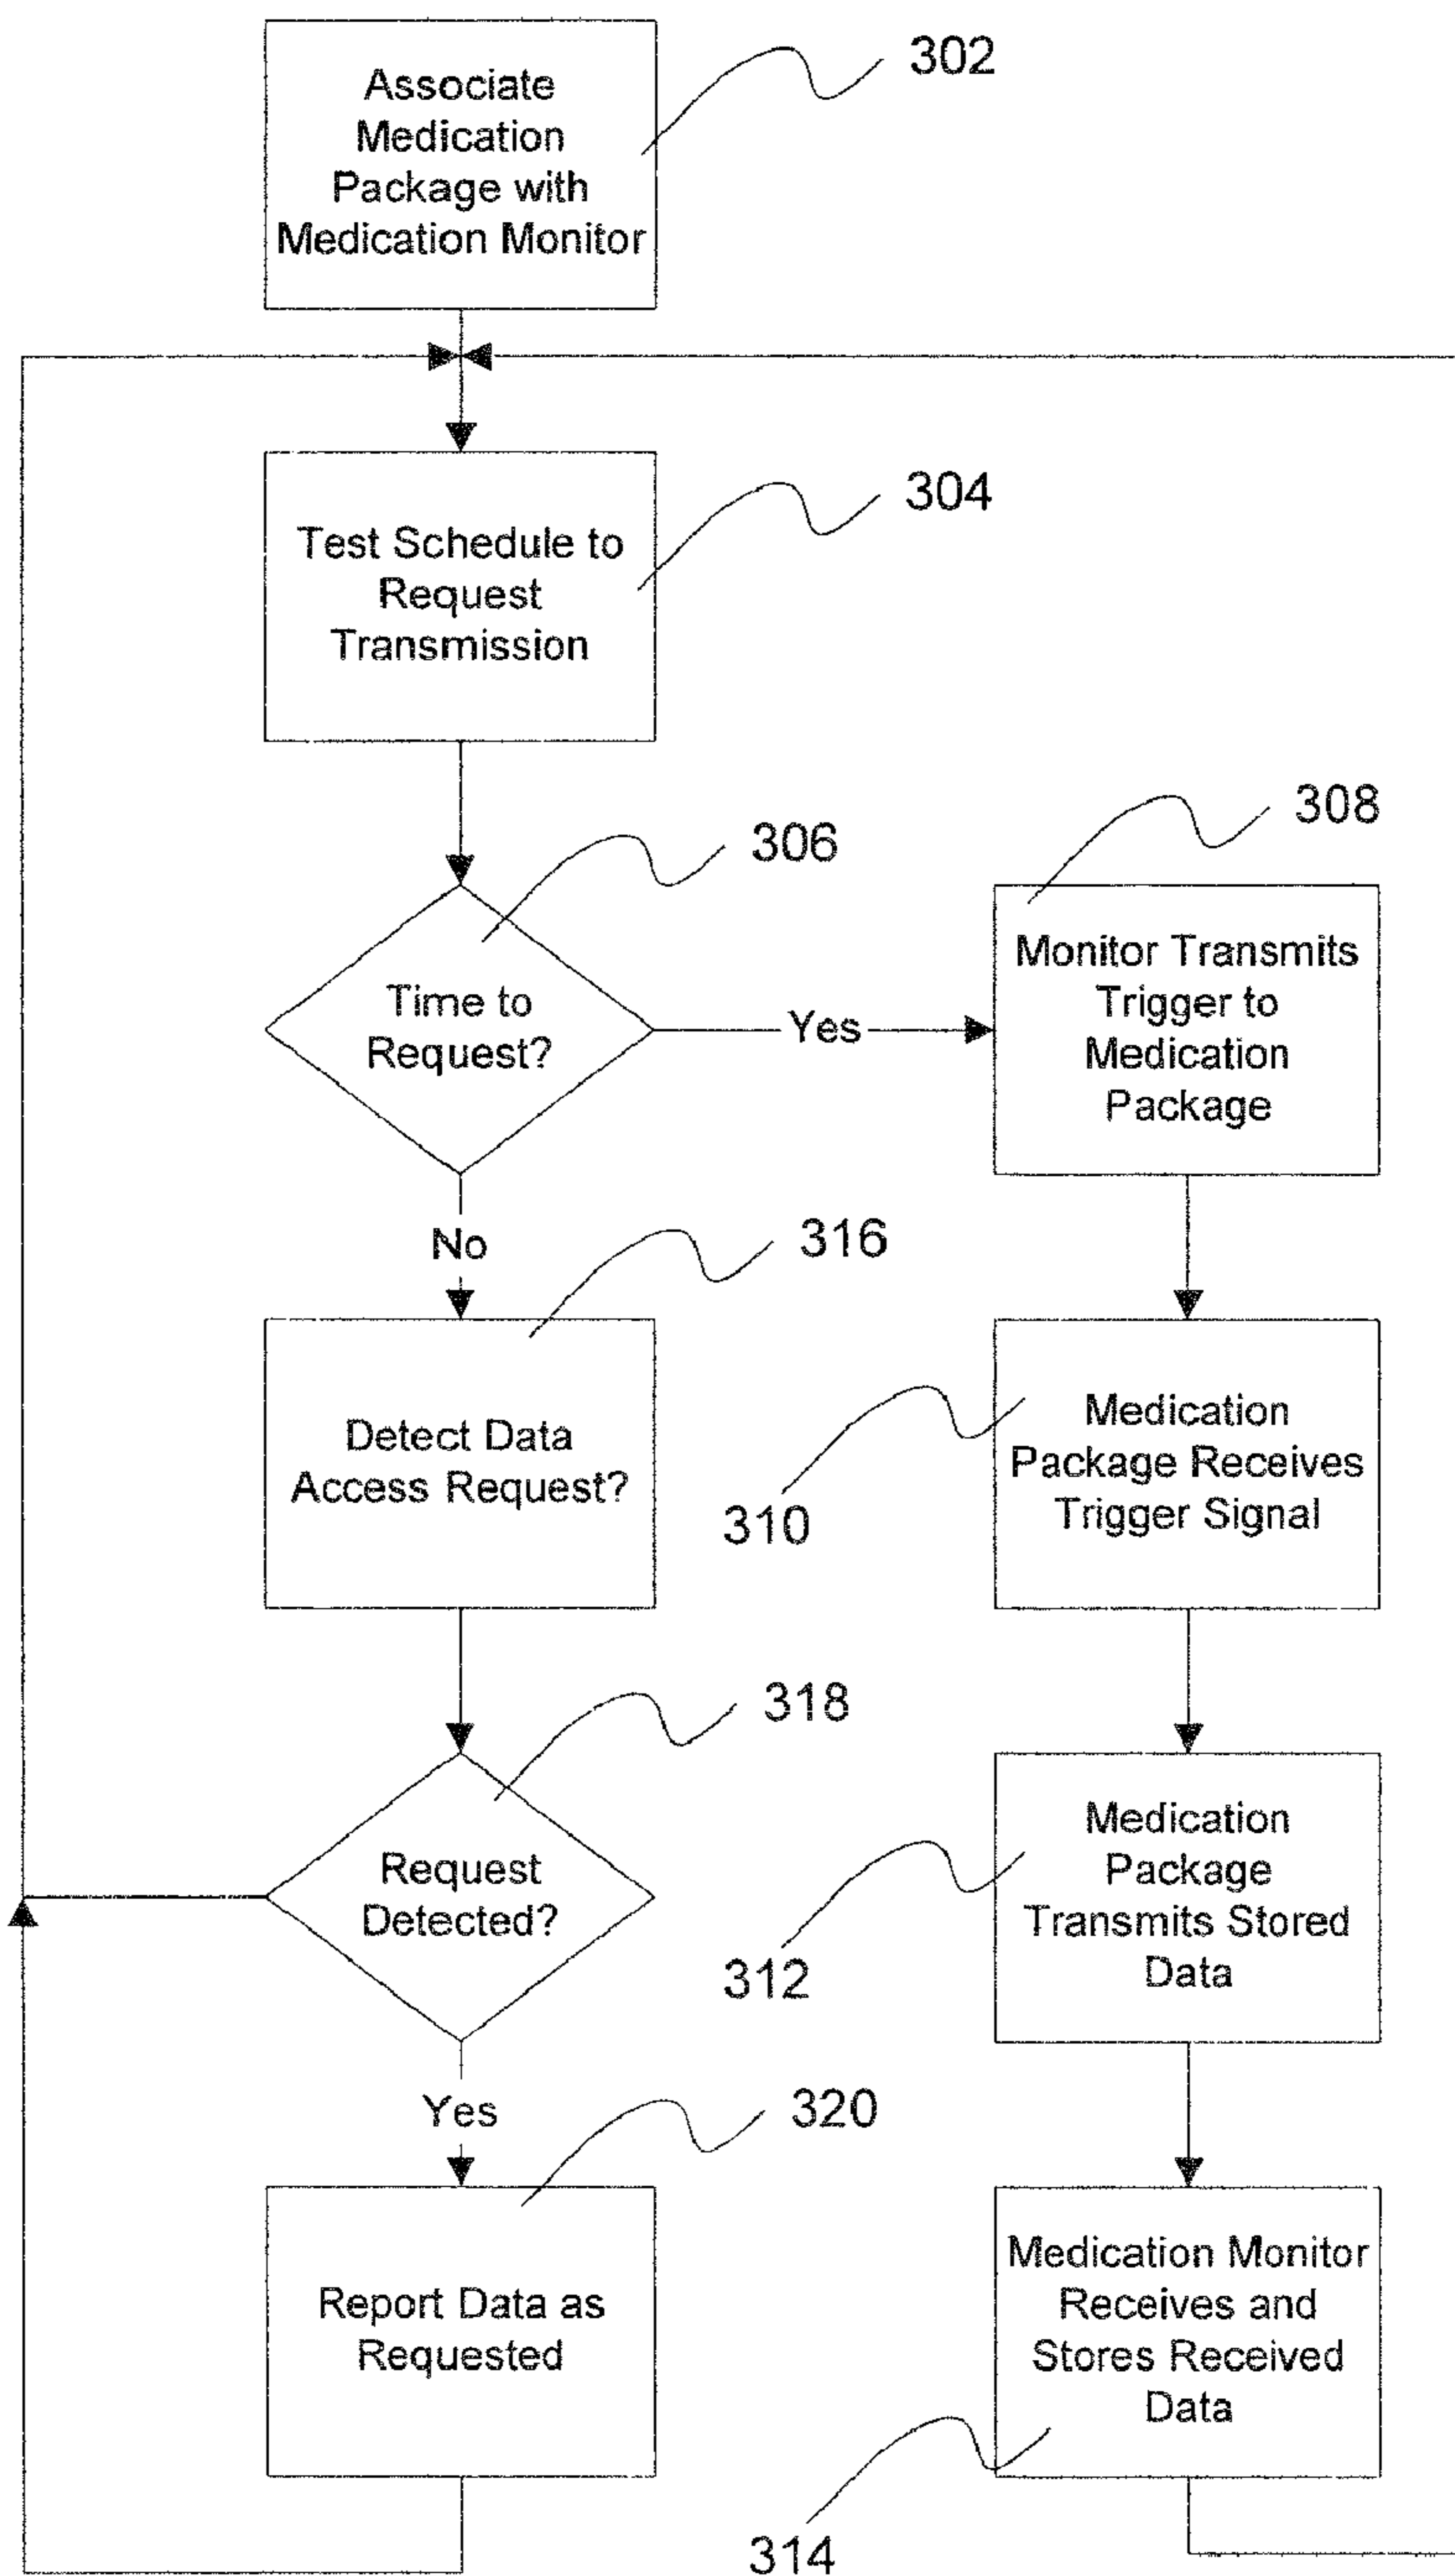 Associate
Medication
Package with
Medication Monitor
302
Test Schedule to
Request
Transmission
304
Time to
Request?
306
Yes
Monitor Transmits
Trigger to
Medication
Package
308
No
Detect Data
Access Request?
316
Medication
Package Receives
Trigger Signal
310
Request
Detected?
318
Medication
Package
Transmits Stored
Data
312
Yes
Report Data as
Requested
320
Medication Monitor
Receives and
Stores Received
Data
314